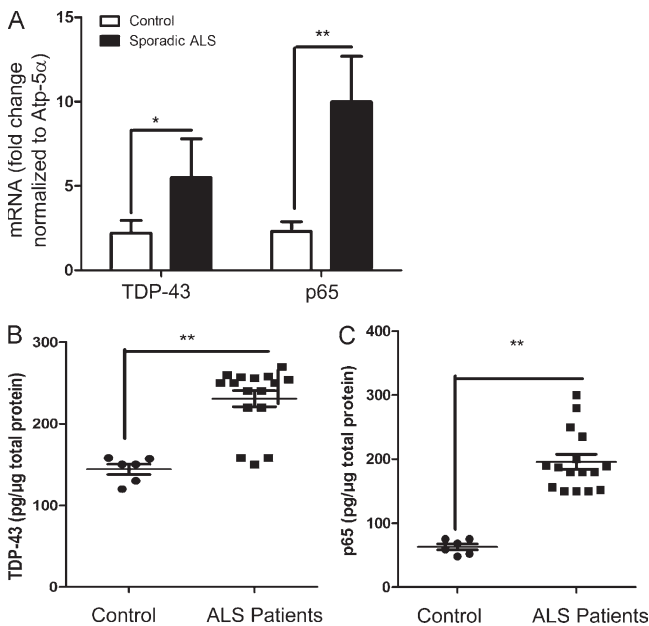 A
Control
Sporadic ALS
mRNA (fold change
normalized to Atp-5α)
15
10
5
0
*
**
TDP-43
p65
B
TDP-43 (pg/μg total protein)
300
200
100
0
**
Control
ALS Patients
C
p65 (pg/μg total protein)
400
300
200
100
0
**
Control
ALS Patients